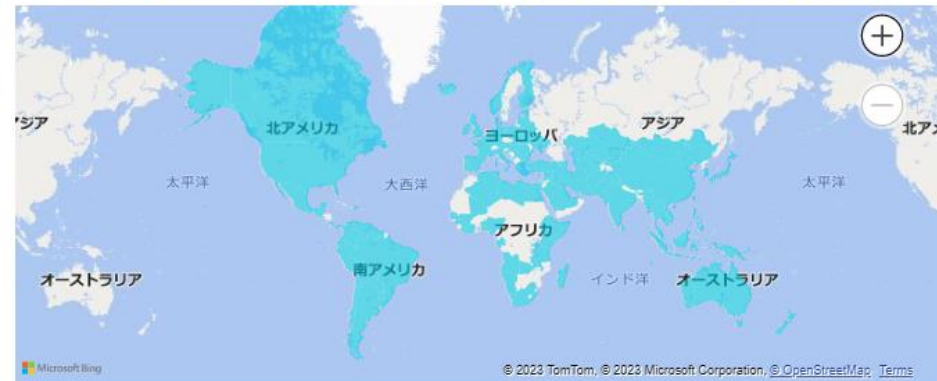 アジア
北アメリカ
ヨーロッパ
アジア
北アメ
太平洋
大西洋
太平洋
アフリカ
オーストラリア
南アメリカ
インド洋
オーストラリア
Microsoft Bing
© 2023 TomTom, © 2023 Microsoft Corporation, © OpenStreetMap Terms